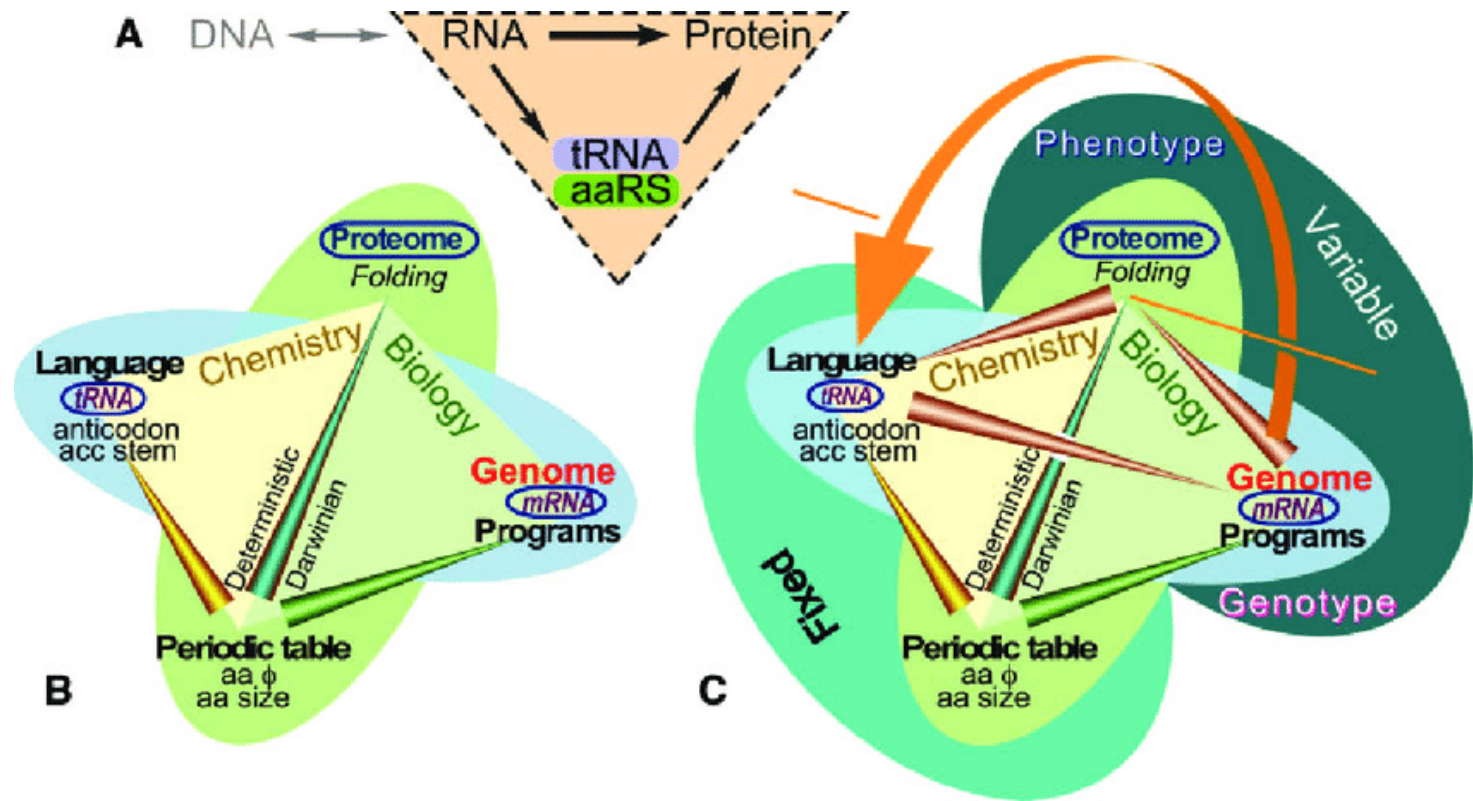 A
DNA
RNA
Protein
tRNA
aaRS
B
Proteome
Folding
Language
tRNA
anticodon
acc stem
Chemistry
Biology
Deterministic
Darwinian
Genome
mRNA
Programs
Periodic table
aa ϕ
aa size
C
Phenotype
Variable
Proteome
Folding
Language
tRNA
anticodon
acc stem
Chemistry
Biology
Deterministic
Darwinian
Genome
mRNA
Programs
Genotype
Fixed
Periodic table
aa ϕ
aa size